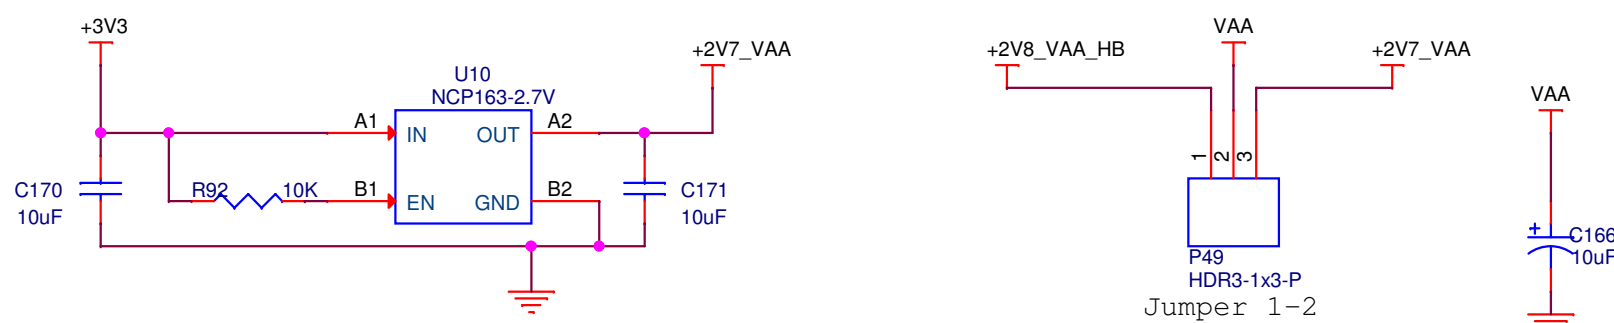 +3V3
U10
NCP163-2.7V
+2V7_VAA
A1
IN
OUT
A2
C170
10uF
R92
10K
B1
EN
GND
B2
C171
10uF
+2V8_VAA_HB
VAA
+2V7_VAA
1
2
3
P49
HDR3-1x3-P
Jumper 1-2
VAA
+
C166
10uF